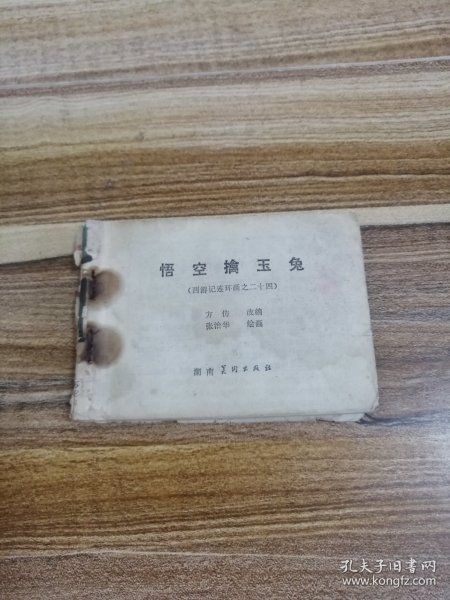 悟空擒玉兔
(西游记连环画之二十四)
方仿 改编
张治华 绘画
湖南美术出版社
孔夫子旧书网
www.kongfz.com